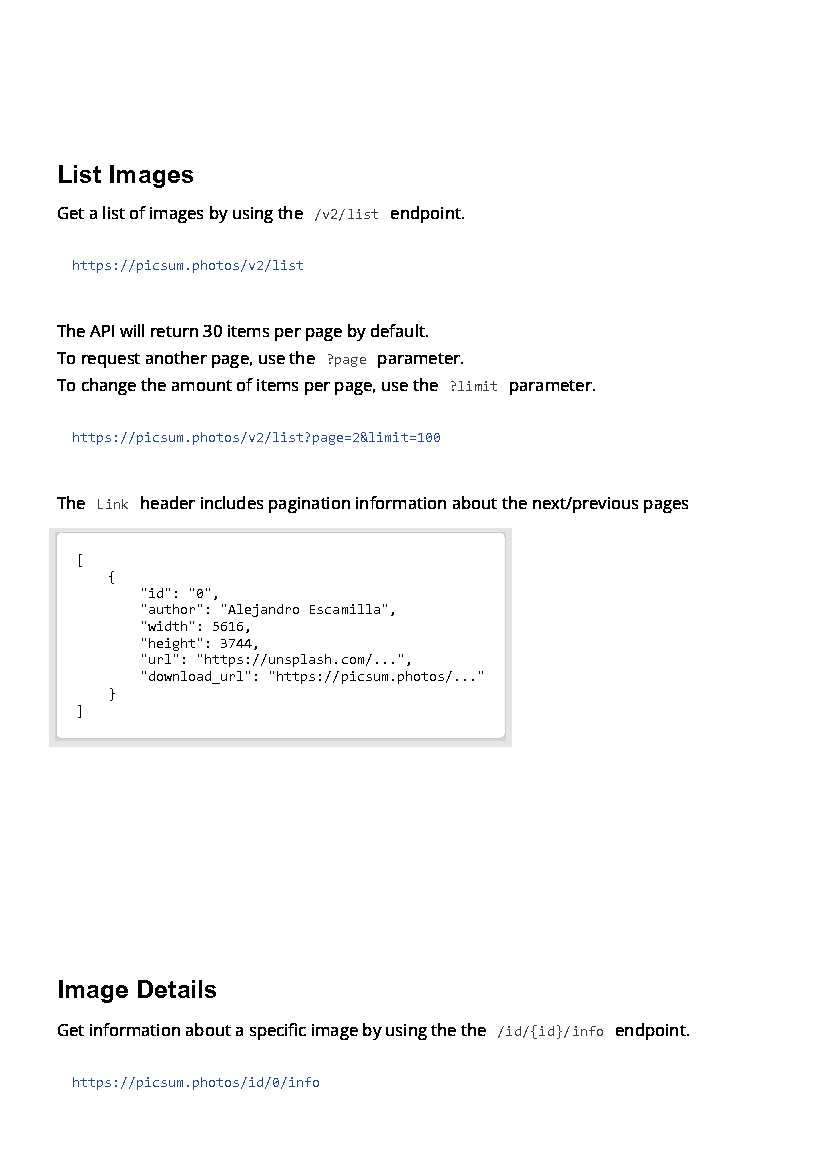 List Images
Get a list of images by using the /v2/list endpoint.
https://picsum.photos/v2/list
The API will return 30 items per page by default.
To request another page, use the ?page parameter.
To change the amount of items per page, use the ?limit parameter.
https://picsum.photos/v2/list?page=2&limit=100
The Link header includes pagination information about the next/previous pages
[
    {
        "id": "0",
        "author": "Alejandro Escamilla",
        "width": 5616,
        "height": 3744,
        "url": "https://unsplash.com/...",
        "download_url": "https://picsum.photos/..."
    }
]
Image Details
Get information about a specific image by using the the /id/{id}/info endpoint.
https://picsum.photos/id/0/info